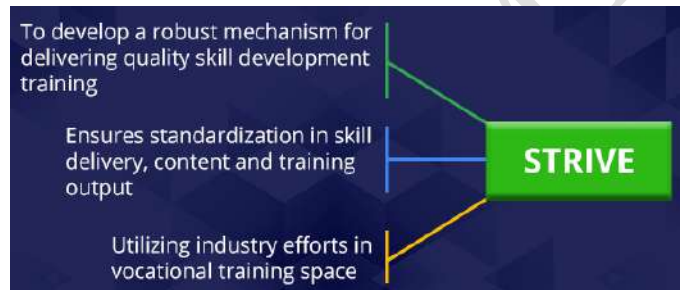 To develop a robust mechanism for
delivering quality skill development
training
Ensures standardization in skill
delivery, content and training
output
STRIVE
Utilizing industry efforts in
vocational training space